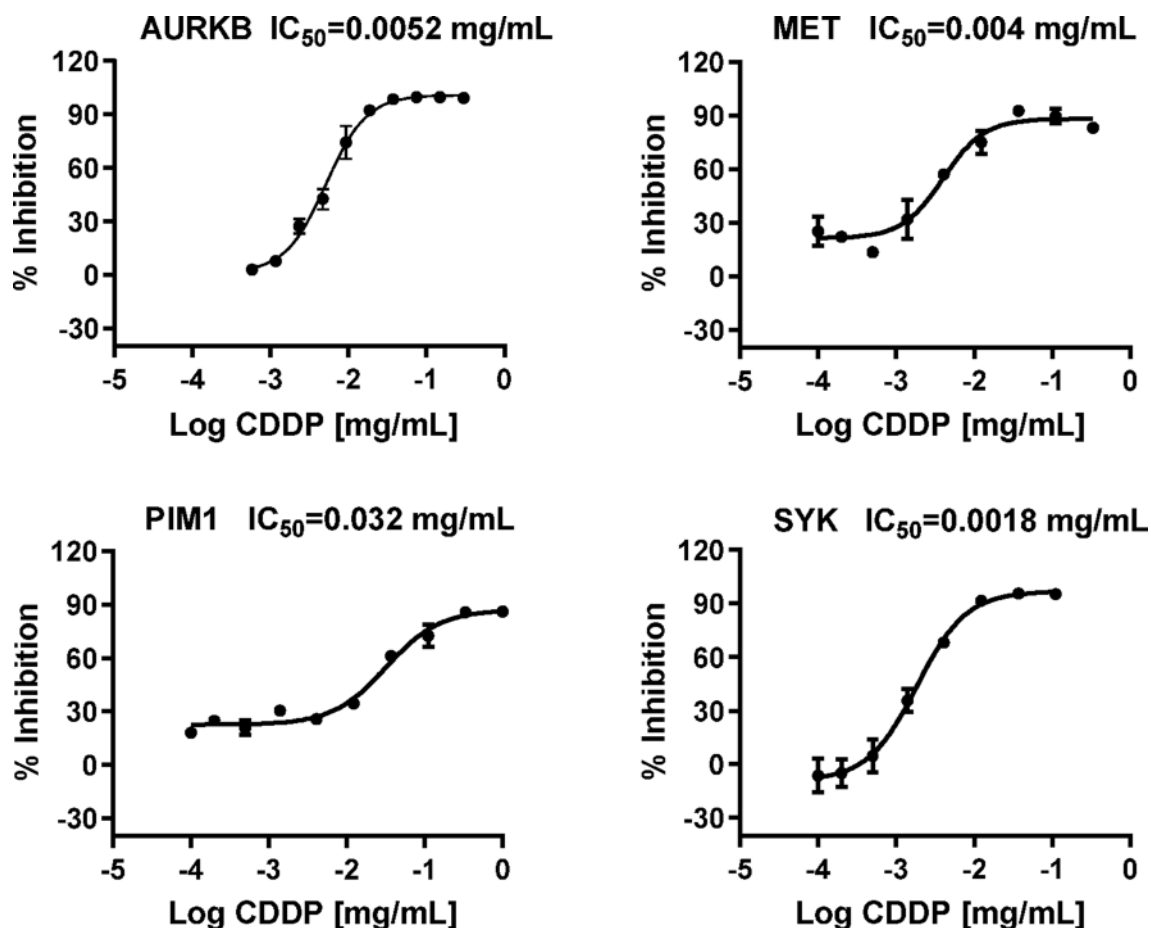 AURKB IC50=0.0052 mg/mL
120
90
60
30
0
-30
% Inhibition
-5 -4 -3 -2 -1 0
Log CDDP [mg/mL]
MET IC50=0.004 mg/mL
120
90
60
30
0
-30
% Inhibition
-5 -4 -3 -2 -1 0
Log CDDP [mg/mL]
PIM1 IC50=0.032 mg/mL
120
90
60
30
0
-30
% Inhibition
-5 -4 -3 -2 -1 0
Log CDDP [mg/mL]
SYK IC50=0.0018 mg/mL
120
90
60
30
0
-30
% Inhibition
-5 -4 -3 -2 -1 0
Log CDDP [mg/mL]